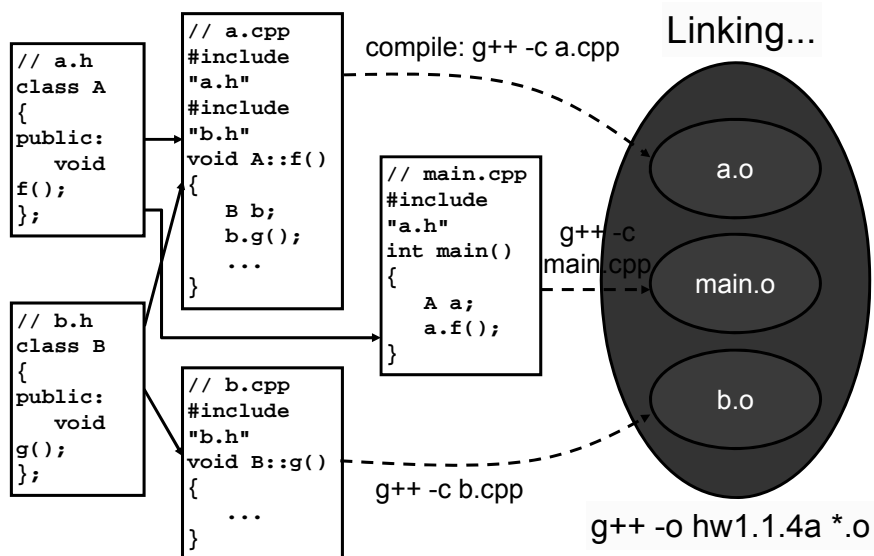 // a.h
class A
{
public:
   void
f();
};
// b.h
class B
{
public:
   void
g();
};
// a.cpp
#include
"a.h"
#include
"b.h"
void A::f()
{
   B b;
   b.g();
   ...
}
// b.cpp
#include
"b.h"
void B::g()
{
   ...
}
// main.cpp
#include
"a.h"
int main()
{
   A a;
   a.f();
}
compile: g++ -c a.cpp
g++ -c
main.cpp
g++ -c b.cpp
Linking...
a.o
main.o
b.o
g++ -o hw1.1.4a *.o